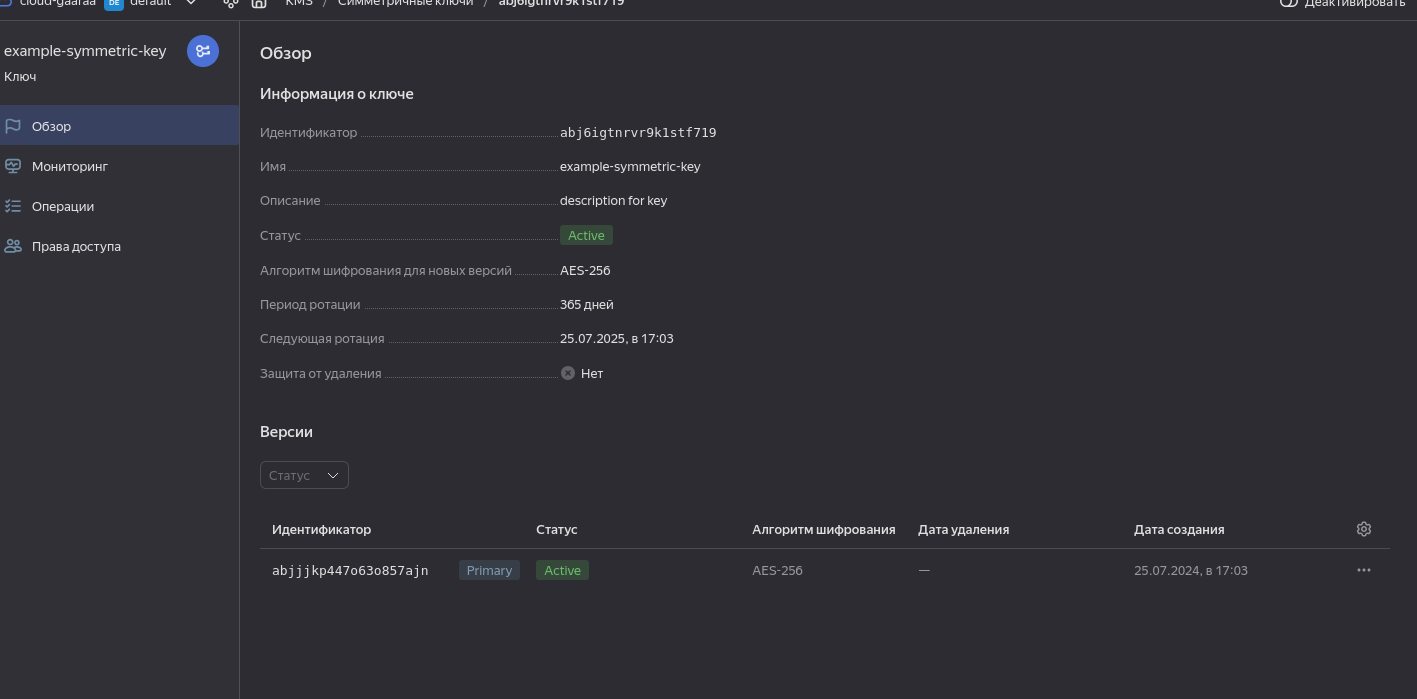 cloud-gaaraa DE default KMS / Симметричные ключи / abj6igtnrvr9k1stf719 Деактивировать
example-symmetric-key
Ключ
Обзор
Мониторинг
Операции
Права доступа
Обзор
Информация о ключе
Идентификатор abj6igtnrvr9k1stf719
Имя example-symmetric-key
Описание description for key
Статус Active
Алгоритм шифрования для новых версий AES-256
Период ротации 365 дней
Следующая ротация 25.07.2025, в 17:03
Защита от удаления Нет
Версии
Статус
Идентификатор Статус Алгоритм шифрования Дата удаления Дата создания
abjjjkp447o63o857ajn Primary Active AES-256 — 25.07.2024, в 17:03